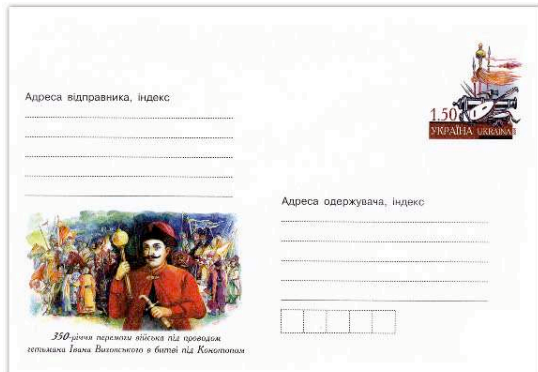 Адреса відправника, індекс
1.50
УКРАЇНА UKRAINA
Адреса одержувача, індекс
350-річчя перемоги війська під проводом
гетьмана Івана Виговського в битві під Конотопом